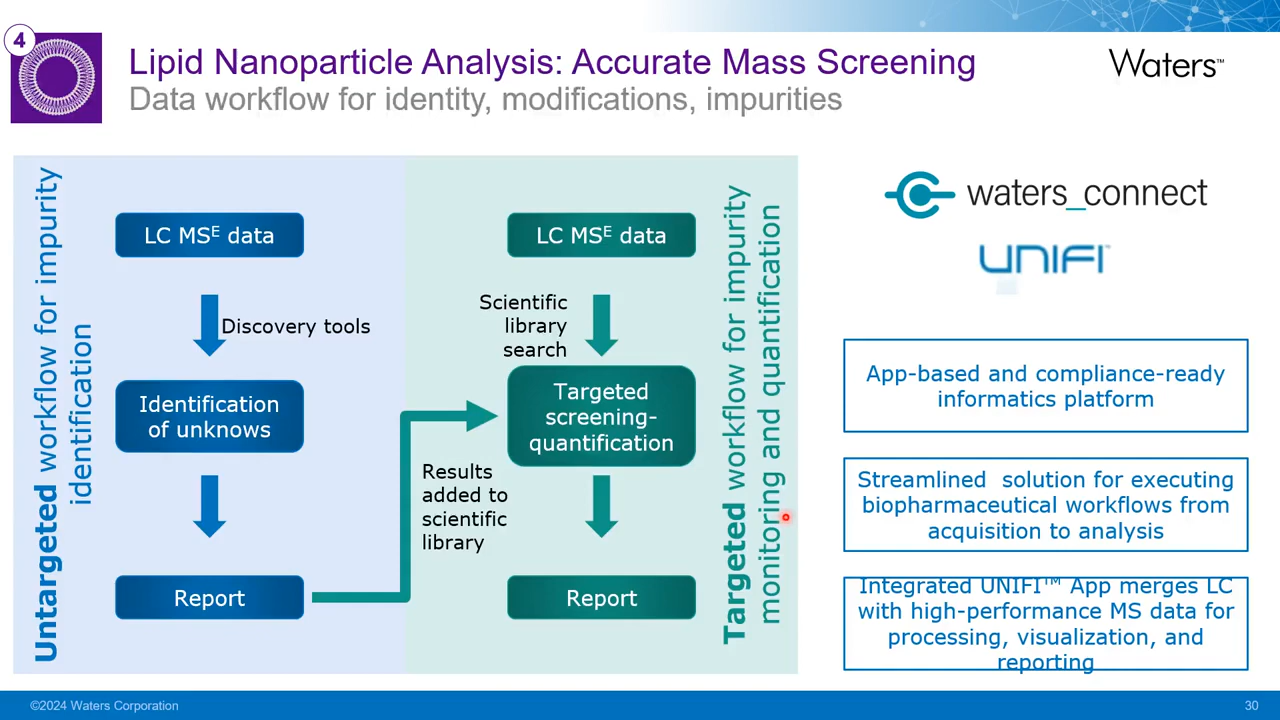 4
Lipid Nanoparticle Analysis: Accurate Mass Screening
Data workflow for identity, modifications, impurities
Waters™
Untargeted workflow for impurity
identification
LC MSᴱ data
Discovery tools
Identification
of unknows
Report
Results
added to
scientific
library
LC MSᴱ data
Scientific
library
search
Targeted
screening-
quantification
Report
Targeted workflow for impurity
monitoring and quantification
waters_connect
UNIFI™
App-based and compliance-ready
informatics platform
Streamlined solution for executing
biopharmaceutical workflows from
acquisition to analysis
Integrated UNIFI™ App merges LC
with high-performance MS data for
processing, visualization, and
reporting
©2024 Waters Corporation
30